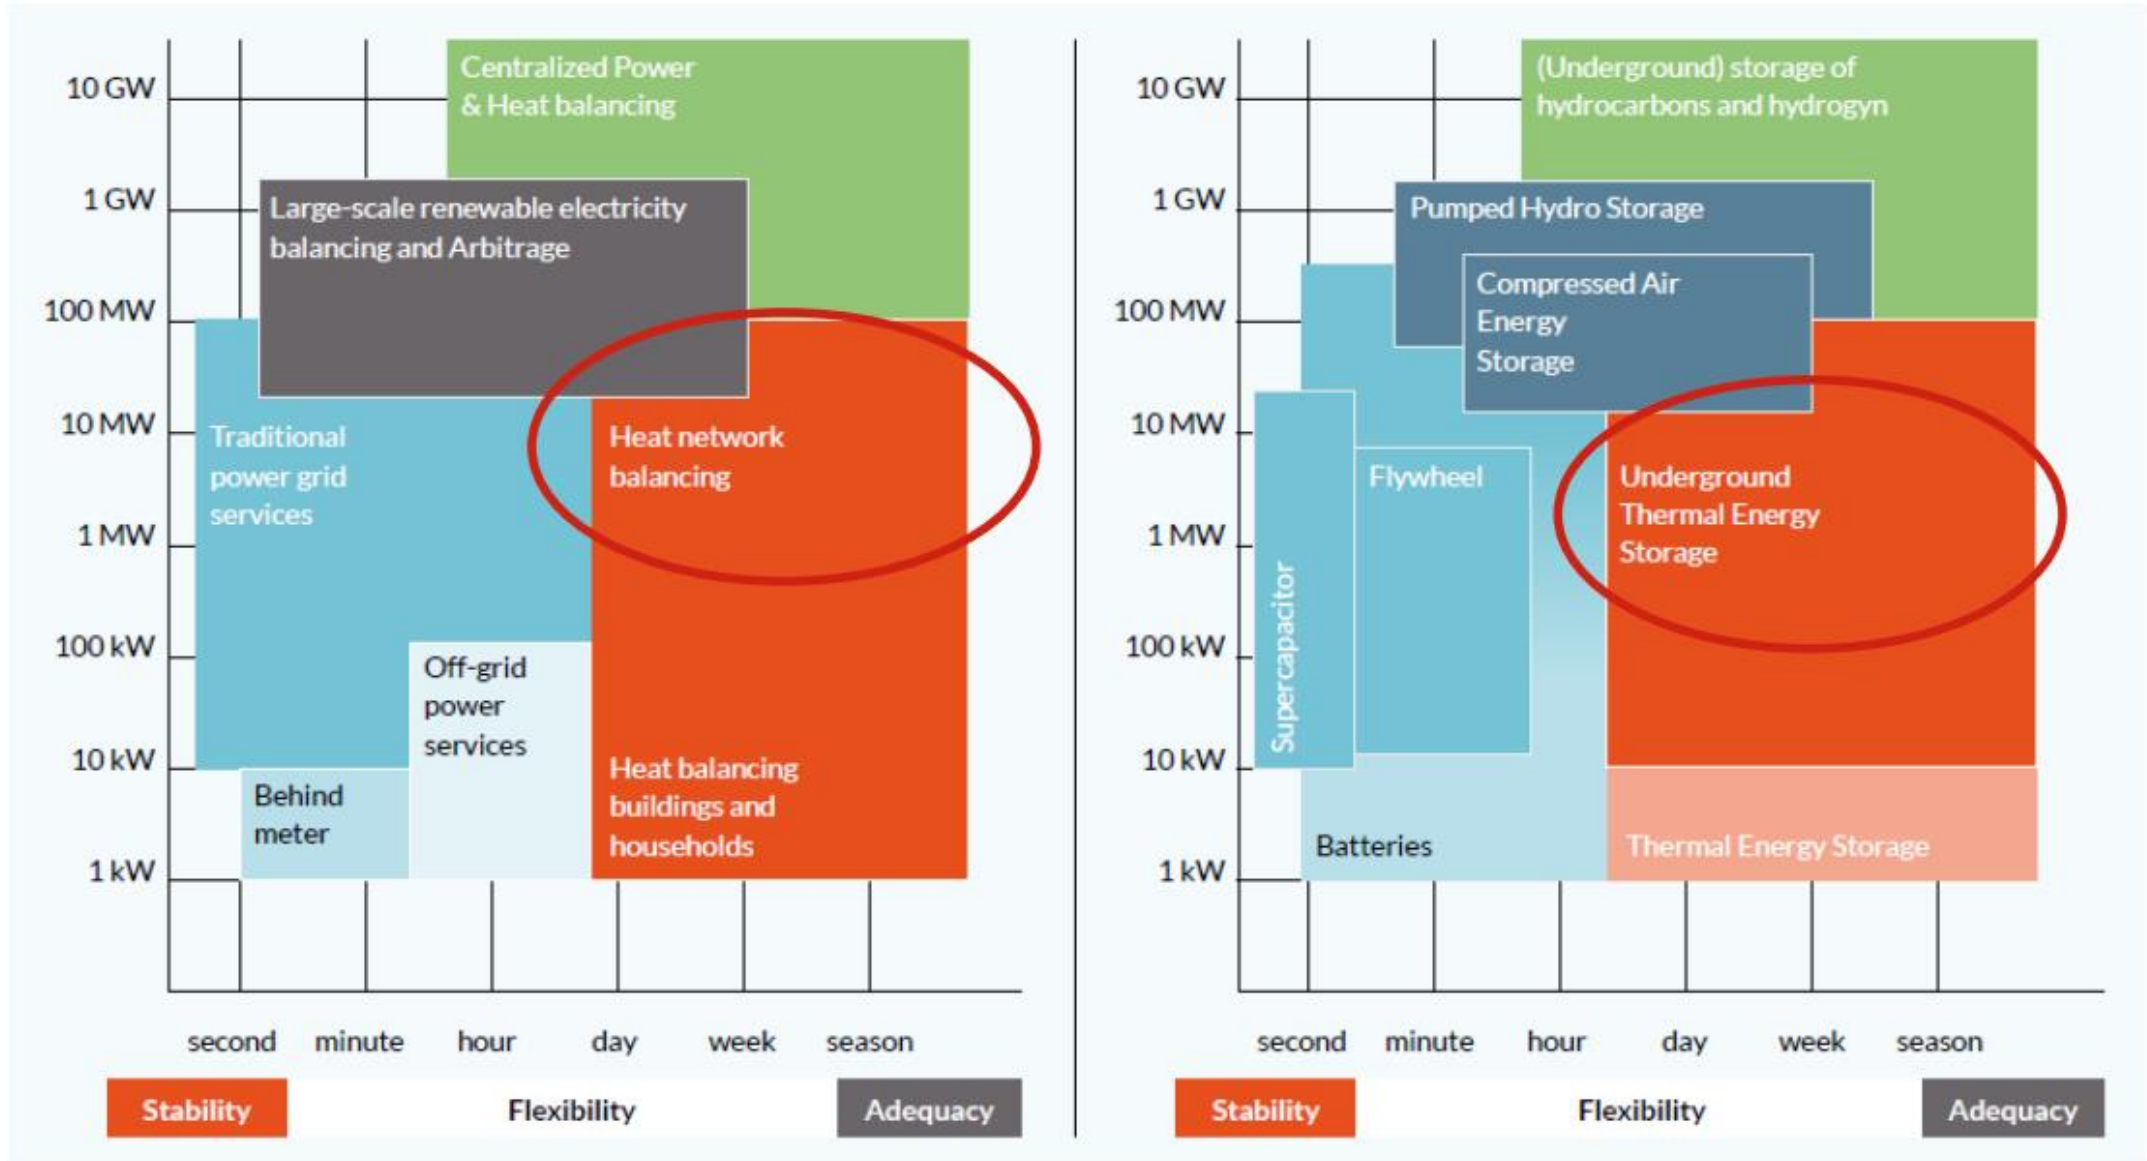 10 GW
1 GW
100 MW
10 MW
1 MW
100 kW
10 kW
1 kW
Centralized Power
& Heat balancing
Large-scale renewable electricity
balancing and Arbitrage
Traditional
power grid
services
Heat network
balancing
Off-grid
power
services
Behind
meter
Heat balancing
buildings and
households
second minute hour day week season
Stability Flexibility Adequacy
10 GW
1 GW
100 MW
10 MW
1 MW
100 kW
10 kW
1 kW
(Underground) storage of
hydrocarbons and hydrogyn
Pumped Hydro Storage
Compressed Air
Energy
Storage
Supercapacitor
Flywheel
Underground
Thermal Energy
Storage
Batteries
Thermal Energy Storage
second minute hour day week season
Stability Flexibility Adequacy